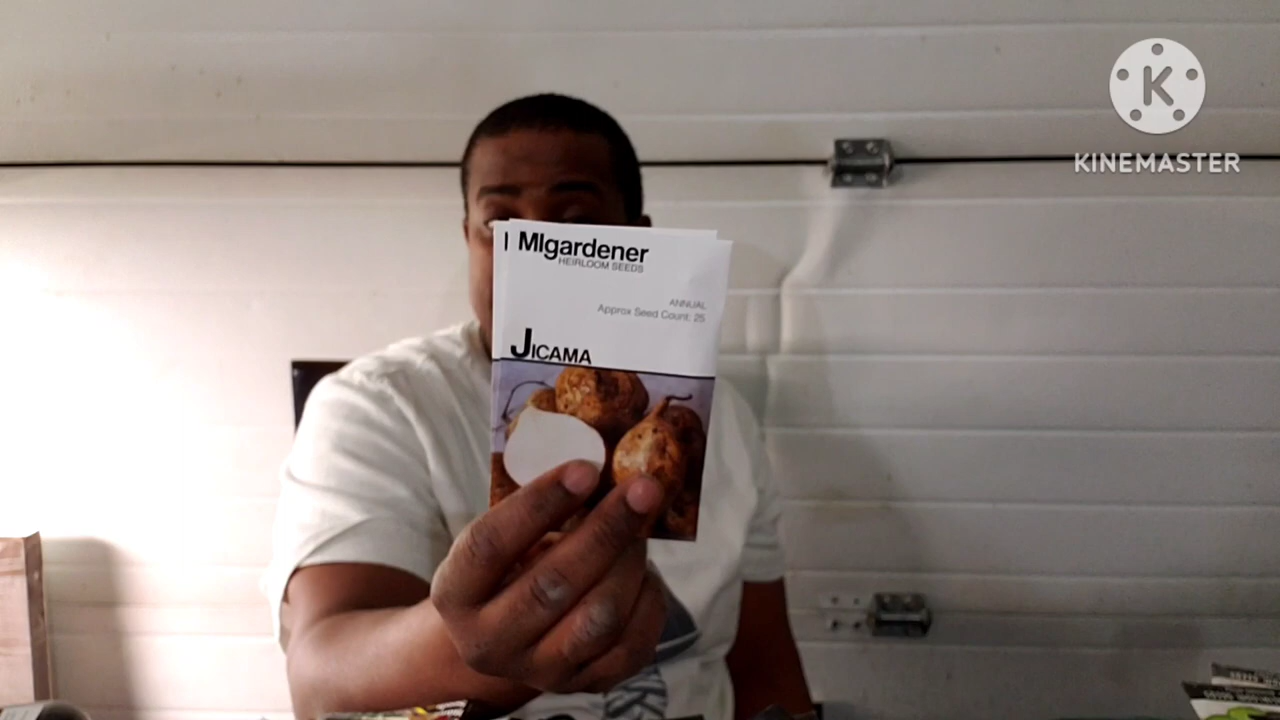 KINEMASTER
MIgardener
HEIRLOOM SEEDS
ANNUAL
Approx Seed Count: 25
JICAMA